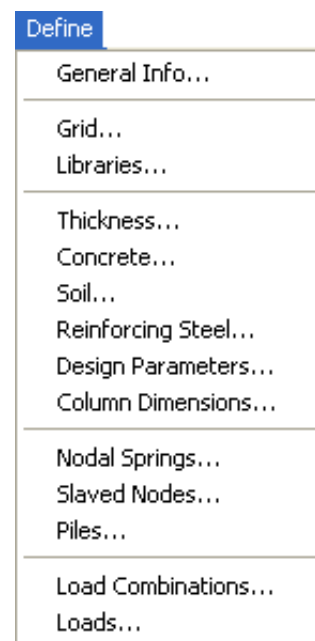 Define
General Info...
Grid...
Libraries...
Thickness...
Concrete...
Soil...
Reinforcing Steel...
Design Parameters...
Column Dimensions...
Nodal Springs...
Slaved Nodes...
Piles...
Load Combinations...
Loads...